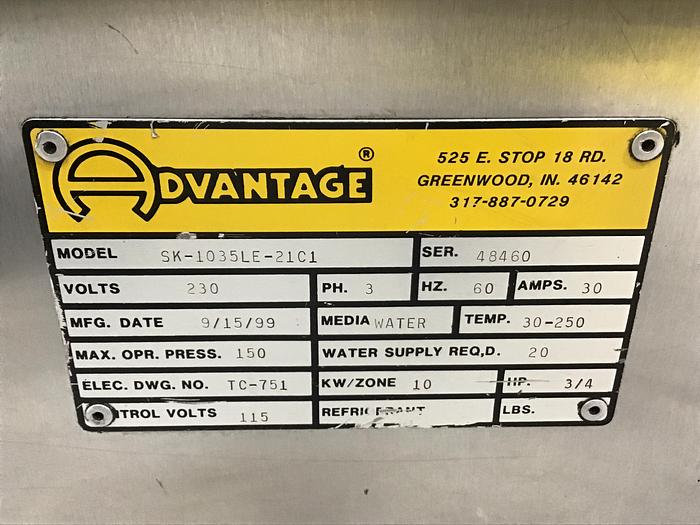 ADVANTAGE ®
525 E. STOP 18 RD.
GREENWOOD, IN. 46142
317-887-0729
MODEL SK-1035LE-21C1 SER. 48460
VOLTS 230 PH. 3 HZ. 60 AMPS. 30
MFG. DATE 9/15/99 MEDIA WATER TEMP. 30-250
MAX. OPR. PRESS. 150 WATER SUPPLY REQ,D. 20
ELEC. DWG. NO. TC-751 KW/ZONE 10 HP. 3/4
CONTROL VOLTS 115 REFRIGERANT LBS.